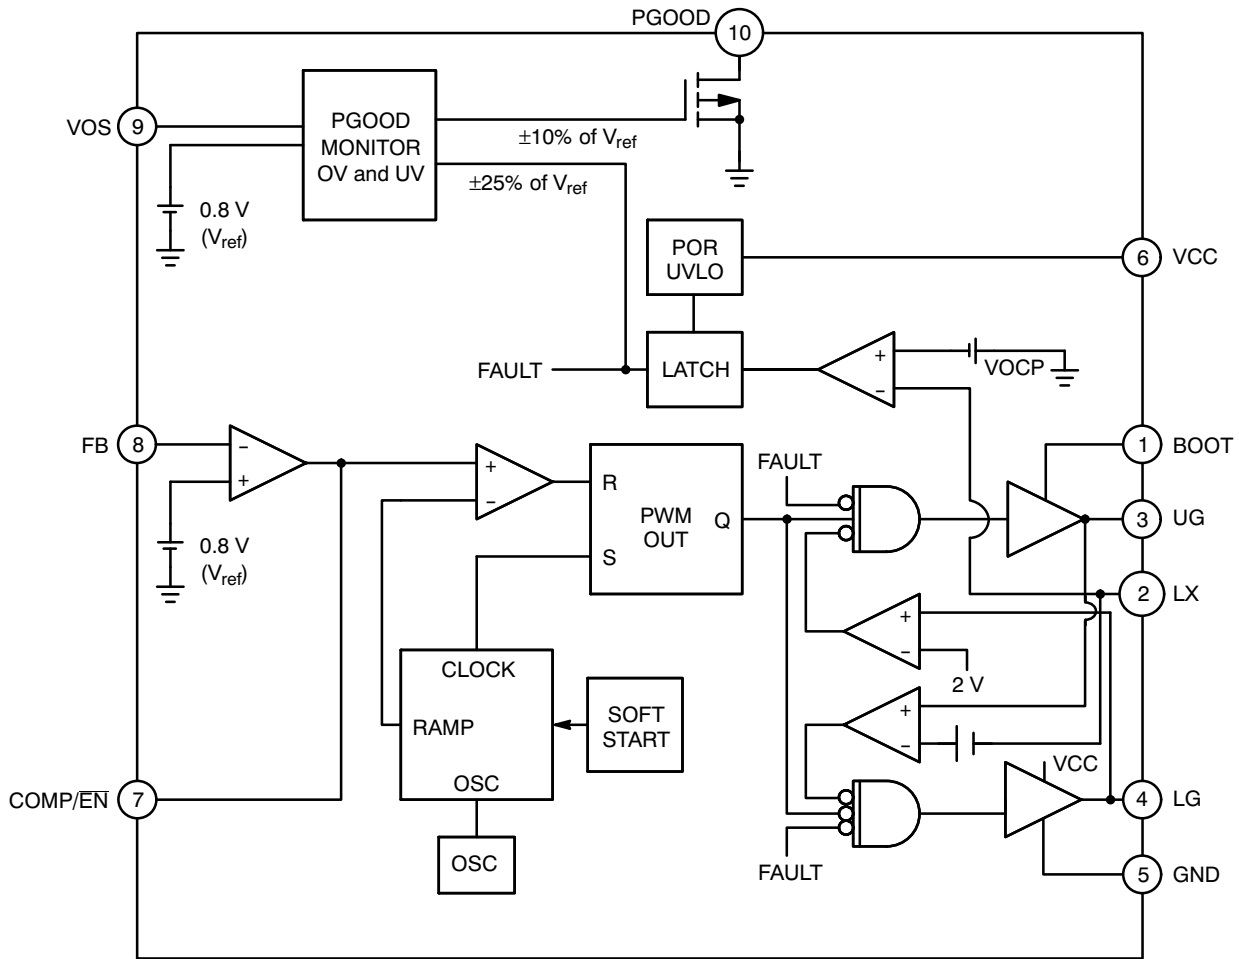 PGOOD
10
VOS
9
PGOOD
MONITOR
OV and UV
±10% of Vref
±25% of Vref
0.8 V
(Vref)
POR
UVLO
6
VCC
FAULT
LATCH
+
−
VOCP
FB
8
−
+
0.8 V
(Vref)
+
−
R
S
PWM
OUT
Q
FAULT
1
BOOT
3
UG
2
LX
+
−
2 V
CLOCK
RAMP
OSC
SOFT
START
+
−
VCC
COMP/EN
7
4
LG
OSC
FAULT
5
GND